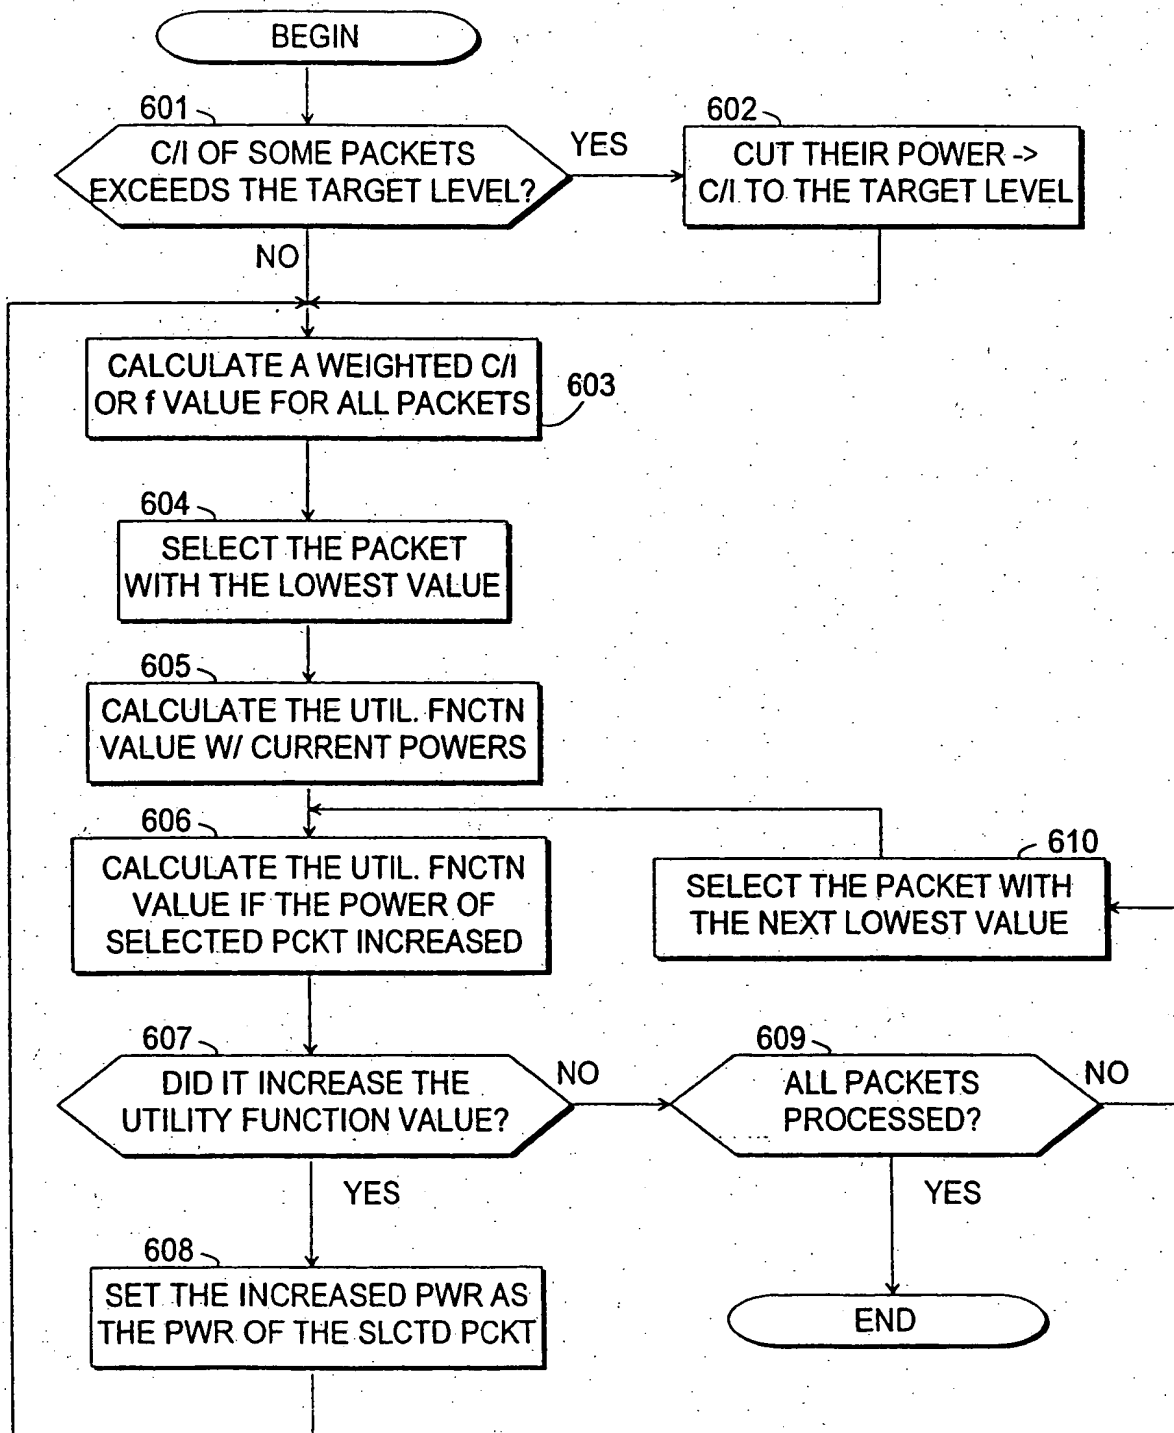 BEGIN
601
C/I OF SOME PACKETS
EXCEEDS THE TARGET LEVEL?
YES
602
CUT THEIR POWER ->
C/I TO THE TARGET LEVEL
NO
CALCULATE A WEIGHTED C/I
OR f VALUE FOR ALL PACKETS
603
604
SELECT THE PACKET
WITH THE LOWEST VALUE
605
CALCULATE THE UTIL. FNCTN
VALUE W/ CURRENT POWERS
606
CALCULATE THE UTIL. FNCTN
VALUE IF THE POWER OF
SELECTED PCKT INCREASED
610
SELECT THE PACKET WITH
THE NEXT LOWEST VALUE
607
DID IT INCREASE THE
UTILITY FUNCTION VALUE?
NO
609
ALL PACKETS
PROCESSED?
NO
YES
YES
608
SET THE INCREASED PWR AS
THE PWR OF THE SLCTD PCKT
END